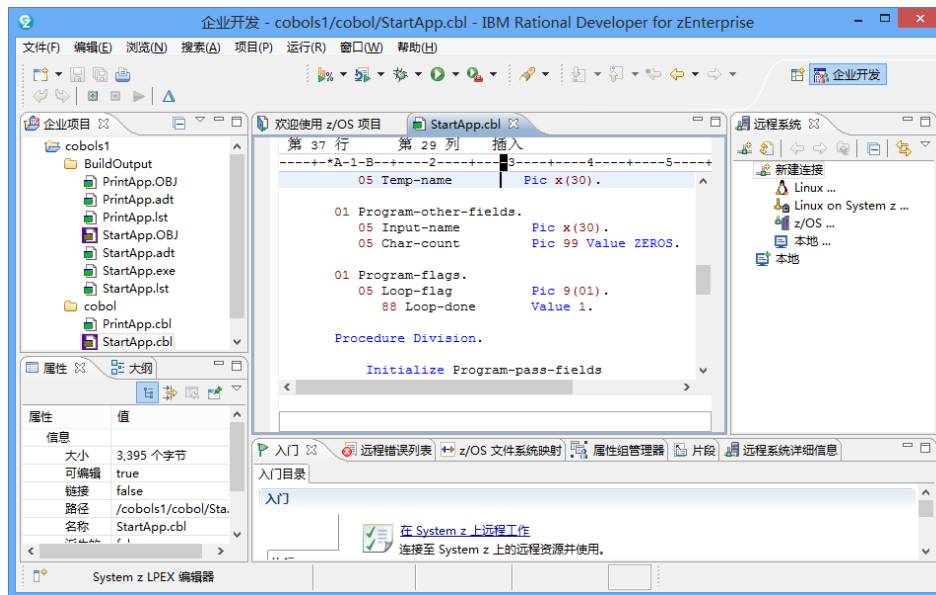 企业开发 - cobols1/cobol/StartApp.cbl - IBM Rational Developer for zEnterprise
文件(F) 编辑(E) 浏览(N) 搜索(A) 项目(P) 运行(R) 窗口(W) 帮助(H)
企业开发
企业项目
cobols1
BuildOutput
PrintApp.OBJ
PrintApp.adt
PrintApp.lst
StartApp.OBJ
StartApp.adt
StartApp.exe
StartApp.lst
cobol
PrintApp.cbl
StartApp.cbl
属性 大纲
属性 值
信息
大小 3,395 个字节
可编辑 true
链接 false
路径 /cobols1/cobol/Sta.
名称 StartApp.cbl
欢迎使用 z/OS 项目 StartApp.cbl
第 37 行 第 29 列 插入
----+-*A-1-B--+----2----+---3----+----4----+----5----+
05 Temp-name Pic x(30).
01 Program-other-fields.
05 Input-name Pic x(30).
05 Char-count Pic 99 Value ZEROS.
01 Program-flags.
05 Loop-flag Pic 9(01).
88 Loop-done Value 1.
Procedure Division.
Initialize Program-pass-fields
远程系统
新建连接
Linux ...
Linux on System z ...
z/OS ...
本地 ...
本地
入门 远程错误列表 z/OS 文件系统映射 属性组管理器 片段 远程系统详细信息
入门目录
入门
在 System z 上远程工作
连接至 System z 上的远程资源并使用。
System z LPEX 编辑器